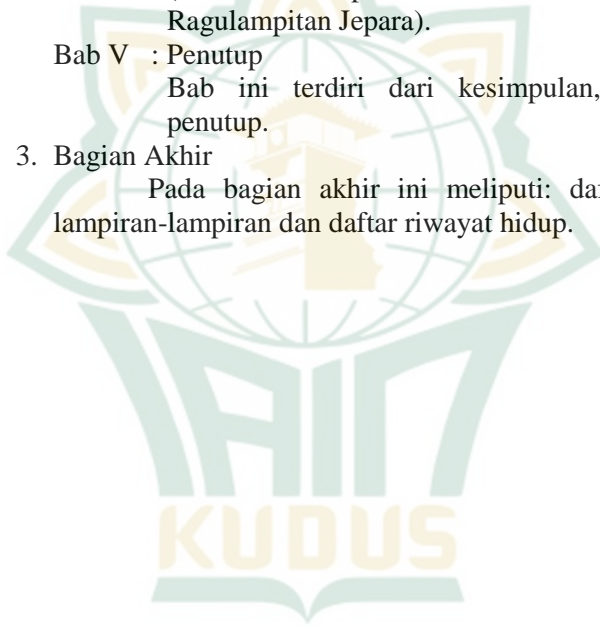 Ragulampitan Jepara).
Bab V : Penutup
Bab ini terdiri dari kesimpulan,
penutup.
3. Bagian Akhir
Pada bagian akhir ini meliputi:
lampiran-lampiran dan daftar riwayat hidup.
IAIN
KUDUS